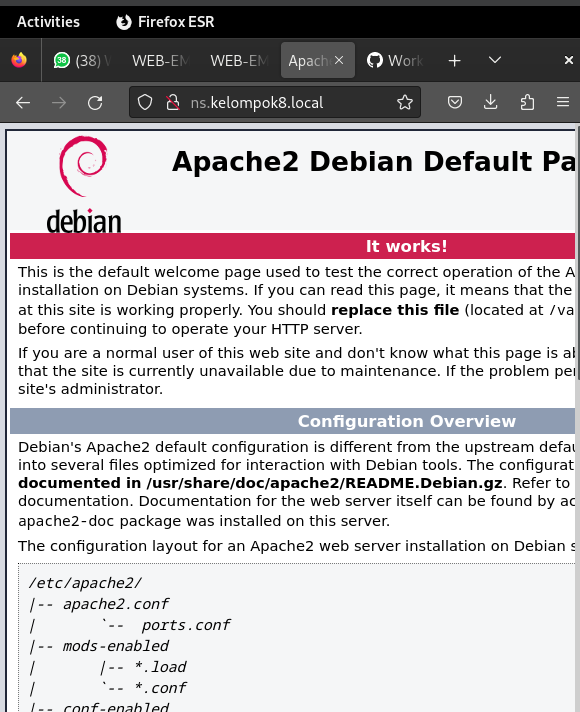 Activities Firefox ESR
(38) WEB-EM WEB-EM Apach Work
ns.kelompok8.local
debian
Apache2 Debian Default Pa
It works!
This is the default welcome page used to test the correct operation of the A
installation on Debian systems. If you can read this page, it means that the
at this site is working properly. You should replace this file (located at /va
before continuing to operate your HTTP server.
If you are a normal user of this web site and don't know what this page is ab
that the site is currently unavailable due to maintenance. If the problem per
site's administrator.
Configuration Overview
Debian's Apache2 default configuration is different from the upstream defau
into several files optimized for interaction with Debian tools. The configurat
documented in /usr/share/doc/apache2/README.Debian.gz. Refer to
documentation. Documentation for the web server itself can be found by ac
apache2-doc package was installed on this server.
The configuration layout for an Apache2 web server installation on Debian s
/etc/apache2/
|-- apache2.conf
|       `--  ports.conf
|-- mods-enabled
|       |-- *.load
|       `-- *.conf
|-- conf-enabled